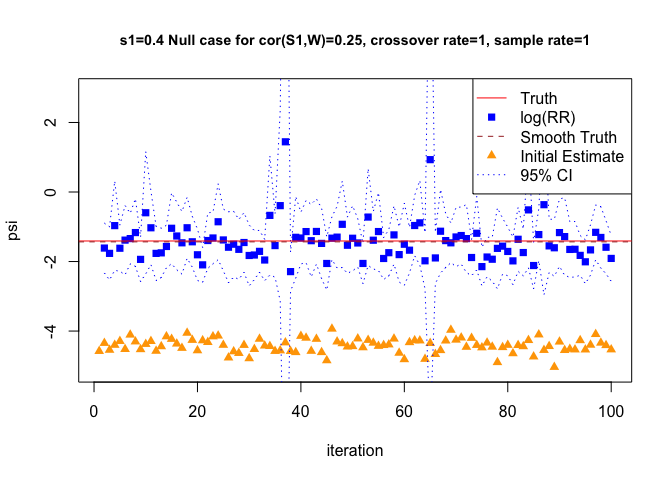 s1=0.4 Null case for cor(S1,W)=0.25, crossover rate=1, sample rate=1
Truth
log(RR)
Smooth Truth
Initial Estimate
95% CI
psi
2
0
-2
-4
0 20 40 60 80 100
iteration